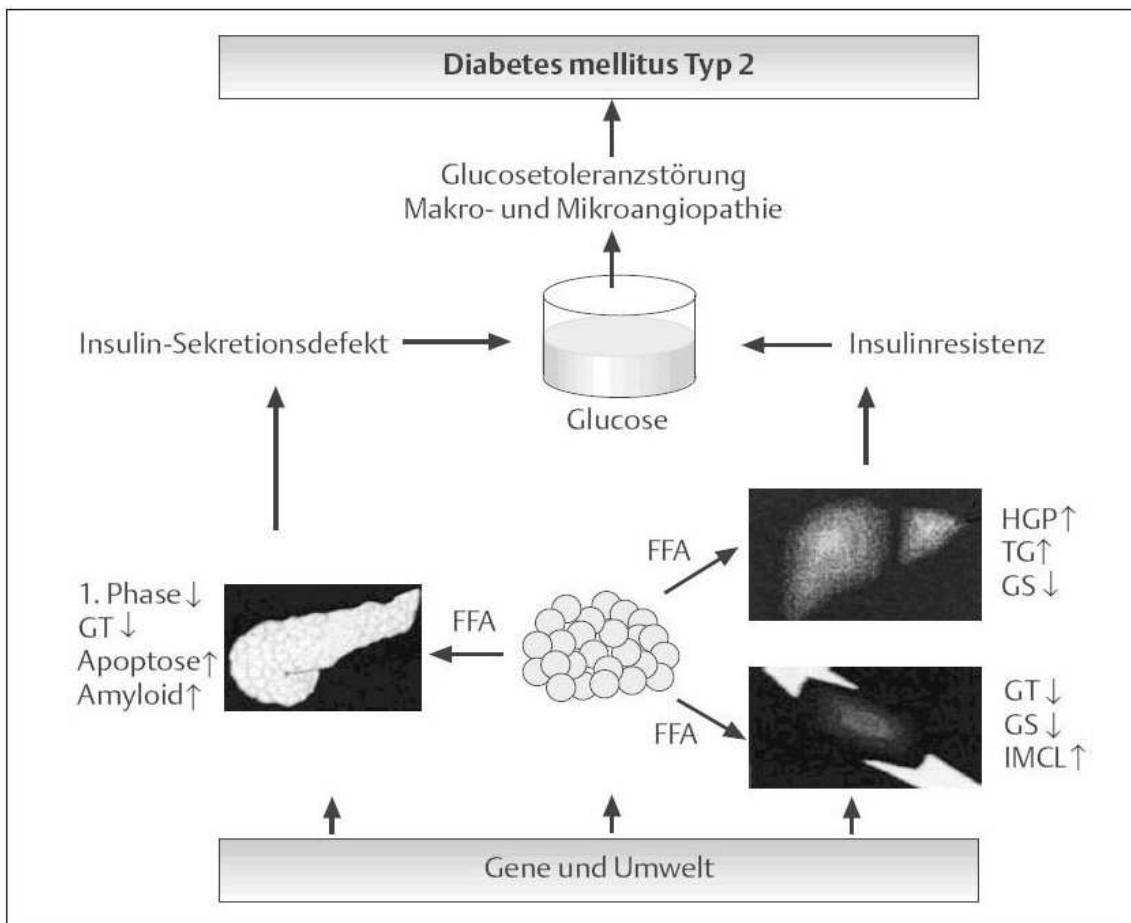 Diabetes mellitus Typ 2
Glucosetoleranzstörung
Makro- und Mikroangiopathie
Insulin-Sekretionsdefekt
Insulinresistenz
Glucose
HGP↑
TG↑
GS↓
FFA
1. Phase↓
GT↓
Apoptose↑
Amyloid↑
FFA
FFA
GT↓
GS↓
IMCL↑
Gene und Umwelt